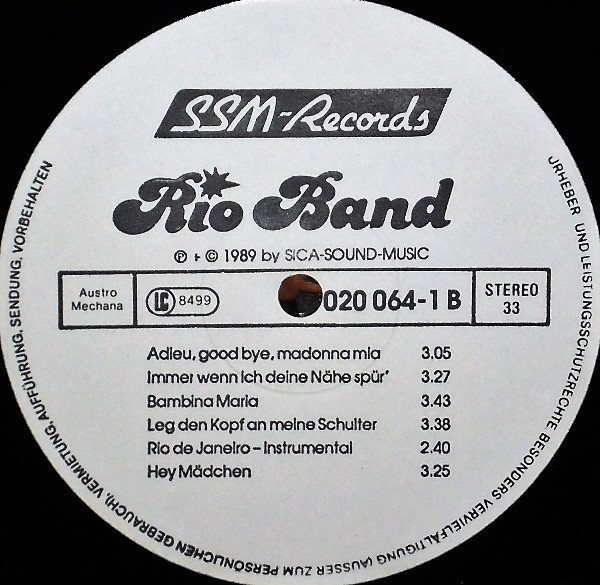 SSM-Records
Rio Band
℗ + © 1989 by SICA-SOUND-MUSIC
Austro
Mechana
LC 8499
020 064-1 B
STEREO
33
Adieu, good bye, madonna mia 3.05
Immer wenn ich deine Nähe spür' 3.27
Bambina Maria 3.43
Leg den Kopf an meine Schulter 3.38
Rio de Janeiro – Instrumental 2.40
Hey Mädchen 3.25
URHEBER UND LEISTUNGSSCHUTZRECHTE BESONDERS VERVIELFÄLTIGUNG (AUSSER ZUM PERSÖNLICHEN GEBRAUCH), VERMIETUNG, AUFFÜHRUNG, SENDUNG, VORBEHALTEN